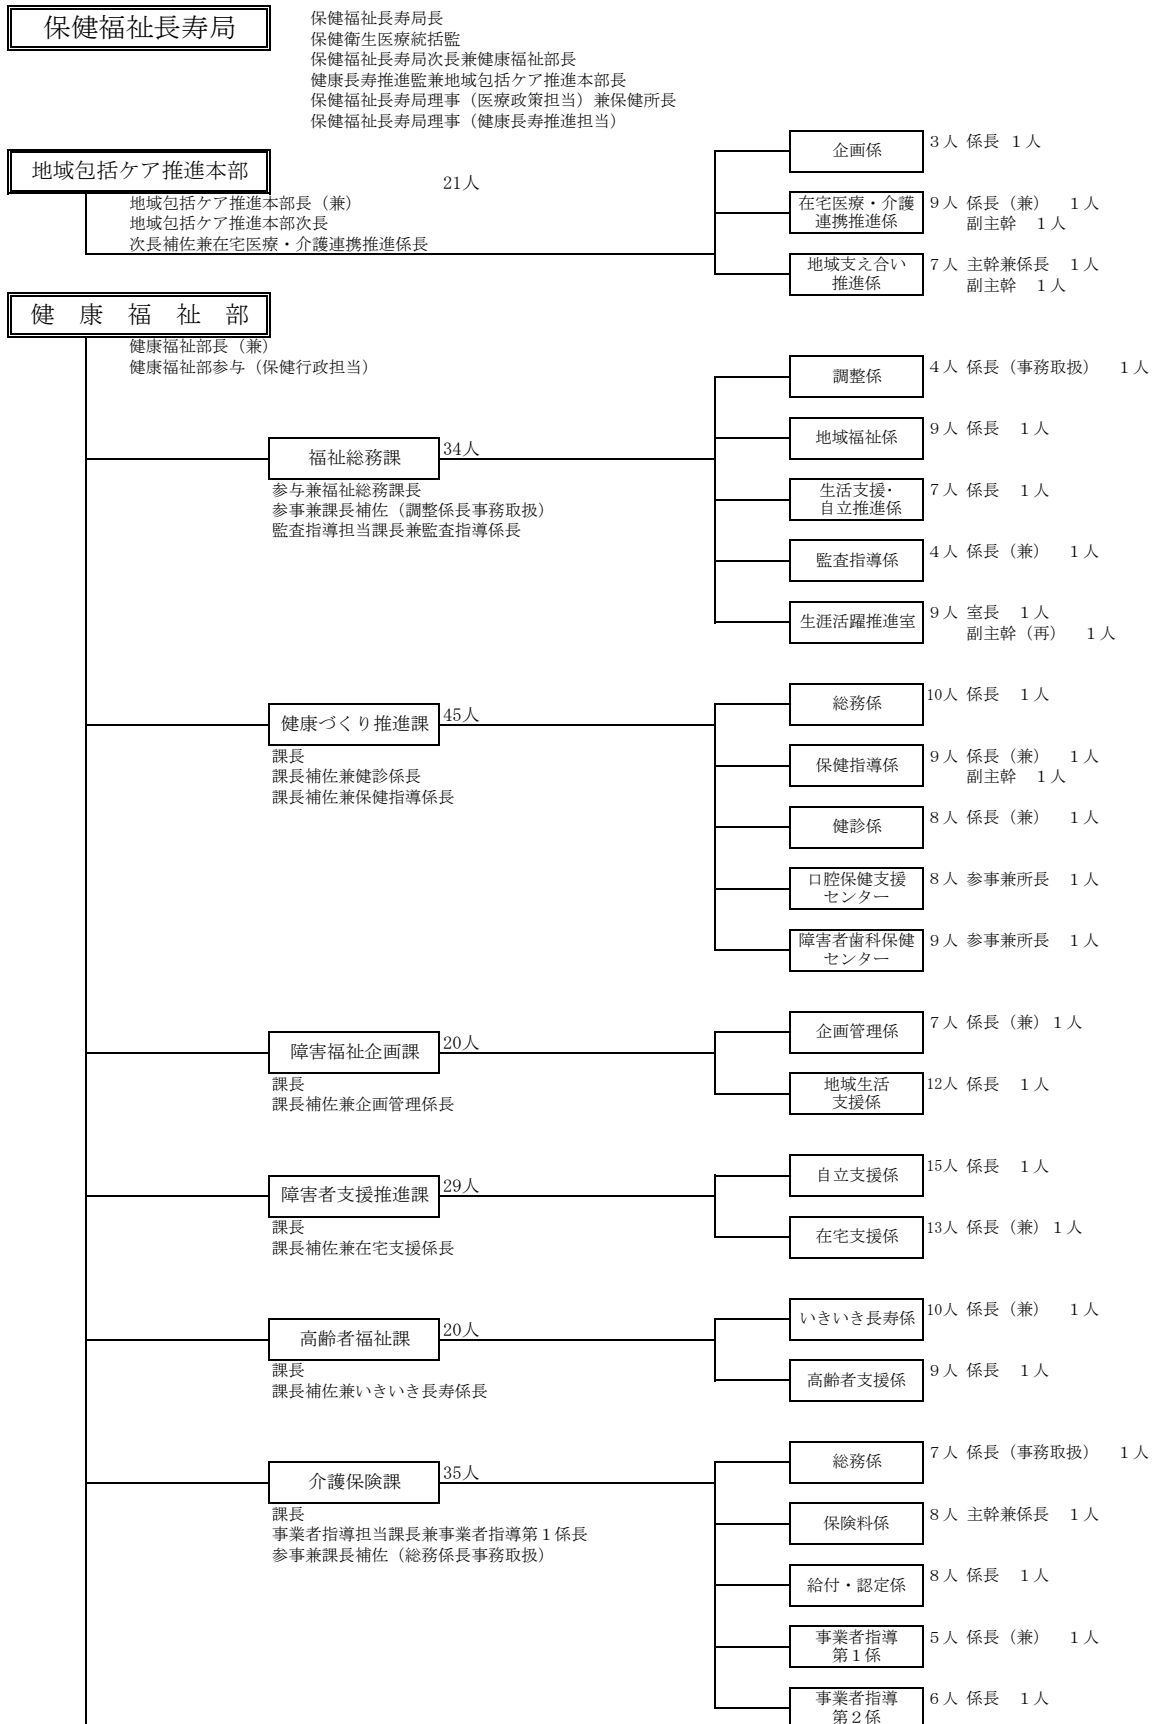 保健福祉長寿局
保健福祉長寿局長
保健衛生医療統括監
保健福祉長寿局次長兼健康福祉部長
健康長寿推進監兼地域包括ケア推進本部長
保健福祉長寿局理事（医療政策担当）兼保健所長
保健福祉長寿局理事（健康長寿推進担当）
地域包括ケア推進本部
21人
地域包括ケア推進本部長（兼）
地域包括ケア推進本部次長
次長補佐兼在宅医療・介護連携推進係長
企画係
3人 係長 1人
在宅医療・介護
連携推進係
9人 係長（兼） 1人
副主幹 1人
地域支え合い
推進係
7人 主幹兼係長 1人
副主幹 1人
健 康 福 祉 部
健康福祉部長（兼）
健康福祉部参与（保健行政担当）
福祉総務課
34人
参与兼福祉総務課長
参事兼課長補佐（調整係長事務取扱）
監査指導担当課長兼監査指導係長
調整係
4人 係長（事務取扱） 1人
地域福祉係
9人 係長 1人
生活支援・
自立推進係
7人 係長 1人
監査指導係
4人 係長（兼） 1人
生涯活躍推進室
9人 室長 1人
副主幹（再） 1人
健康づくり推進課
45人
課長
課長補佐兼健診係長
課長補佐兼保健指導係長
総務係
10人 係長 1人
保健指導係
9人 係長（兼） 1人
副主幹 1人
健診係
8人 係長（兼） 1人
口腔保健支援
センター
8人 参事兼所長 1人
障害者歯科保健
センター
9人 参事兼所長 1人
障害福祉企画課
20人
課長
課長補佐兼企画管理係長
企画管理係
7人 係長（兼） 1人
地域生活
支援係
12人 係長 1人
障害者支援推進課
29人
課長
課長補佐兼在宅支援係長
自立支援係
15人 係長 1人
在宅支援係
13人 係長（兼） 1人
高齢者福祉課
20人
課長
課長補佐兼いきいき長寿係長
いきいき長寿係
10人 係長（兼） 1人
高齢者支援係
9人 係長 1人
介護保険課
35人
課長
事業者指導担当課長兼事業者指導第1係長
参事兼課長補佐（総務係長事務取扱）
総務係
7人 係長（事務取扱） 1人
保険料係
8人 主幹兼係長 1人
給付・認定係
8人 係長 1人
事業者指導
第1係
5人 係長（兼） 1人
事業者指導
第2係
6人 係長 1人